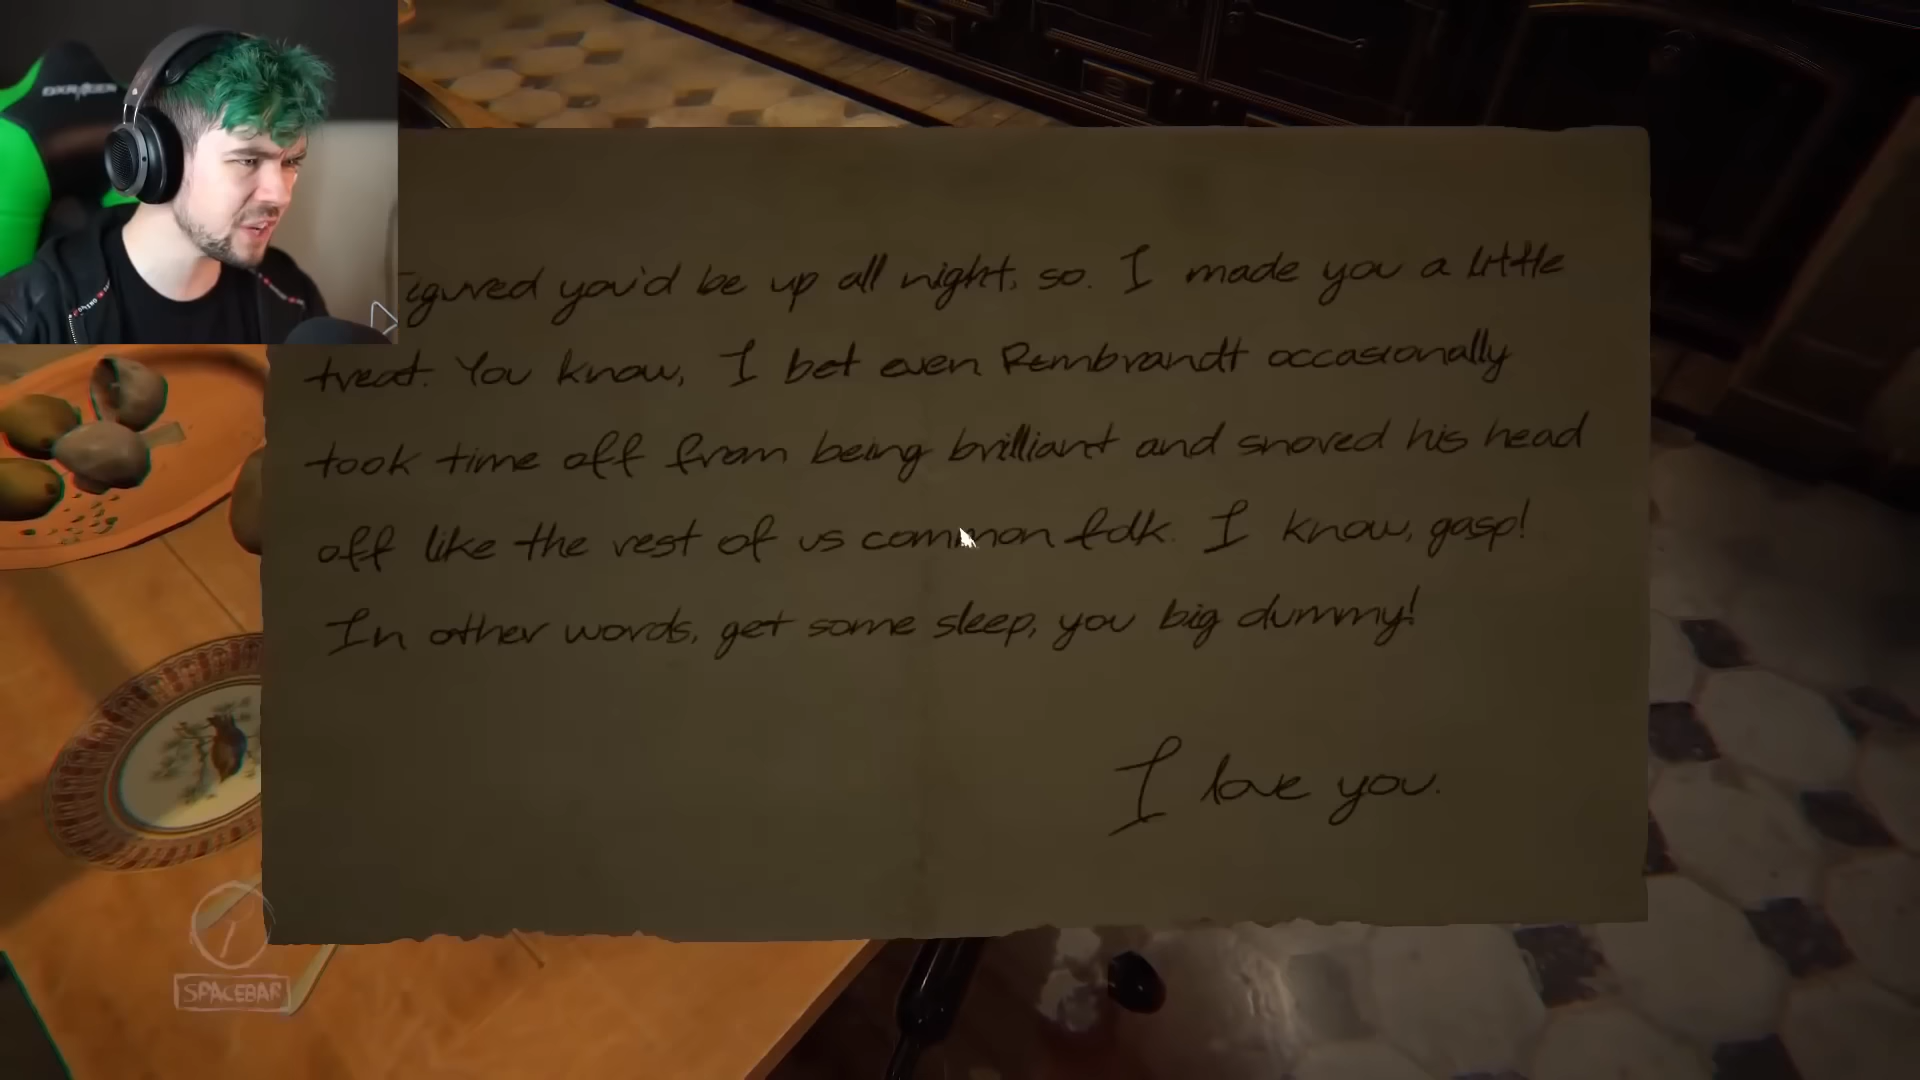 igured you'd be up all night, so. I made you a little
treat. You know, I bet even Rembrandt occasionally
took time off from being brilliant and snored his head
off like the rest of us common folk. I know, gasp!
In other words, get some sleep, you big dummy!
I love you.
SPACEBAR